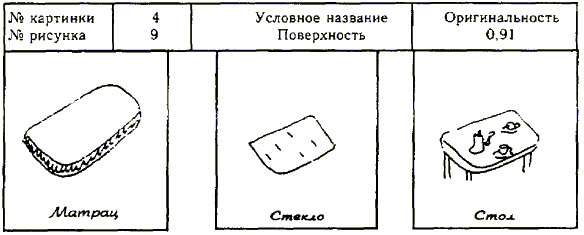 № картинки 4 Условное название Оригинальность
№ рисунка 9 Поверхность 0,91
Матрац Стекло Стол